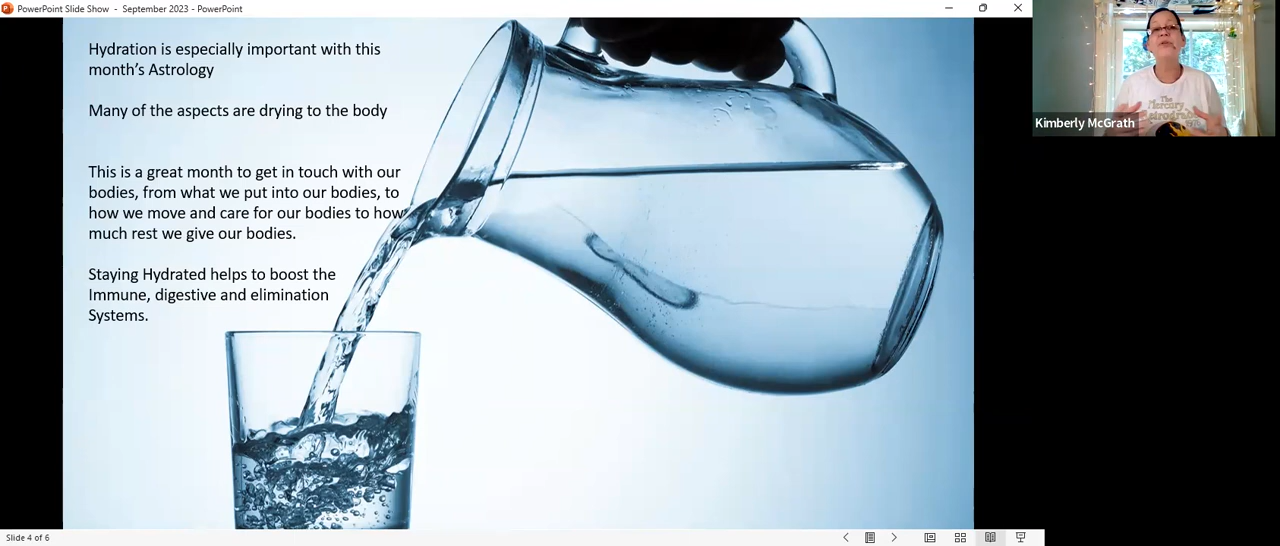 PowerPoint Slide Show - September 2023 - PowerPoint
Hydration is especially important with this
month's Astrology
Many of the aspects are drying to the body
This is a great month to get in touch with our
bodies, from what we put into our bodies, to
how we move and care for our bodies to how
much rest we give our bodies.
Staying Hydrated helps to boost the
Immune, digestive and elimination
Systems.
The
Mercury
Kimberly McGrath
Slide 4 of 6